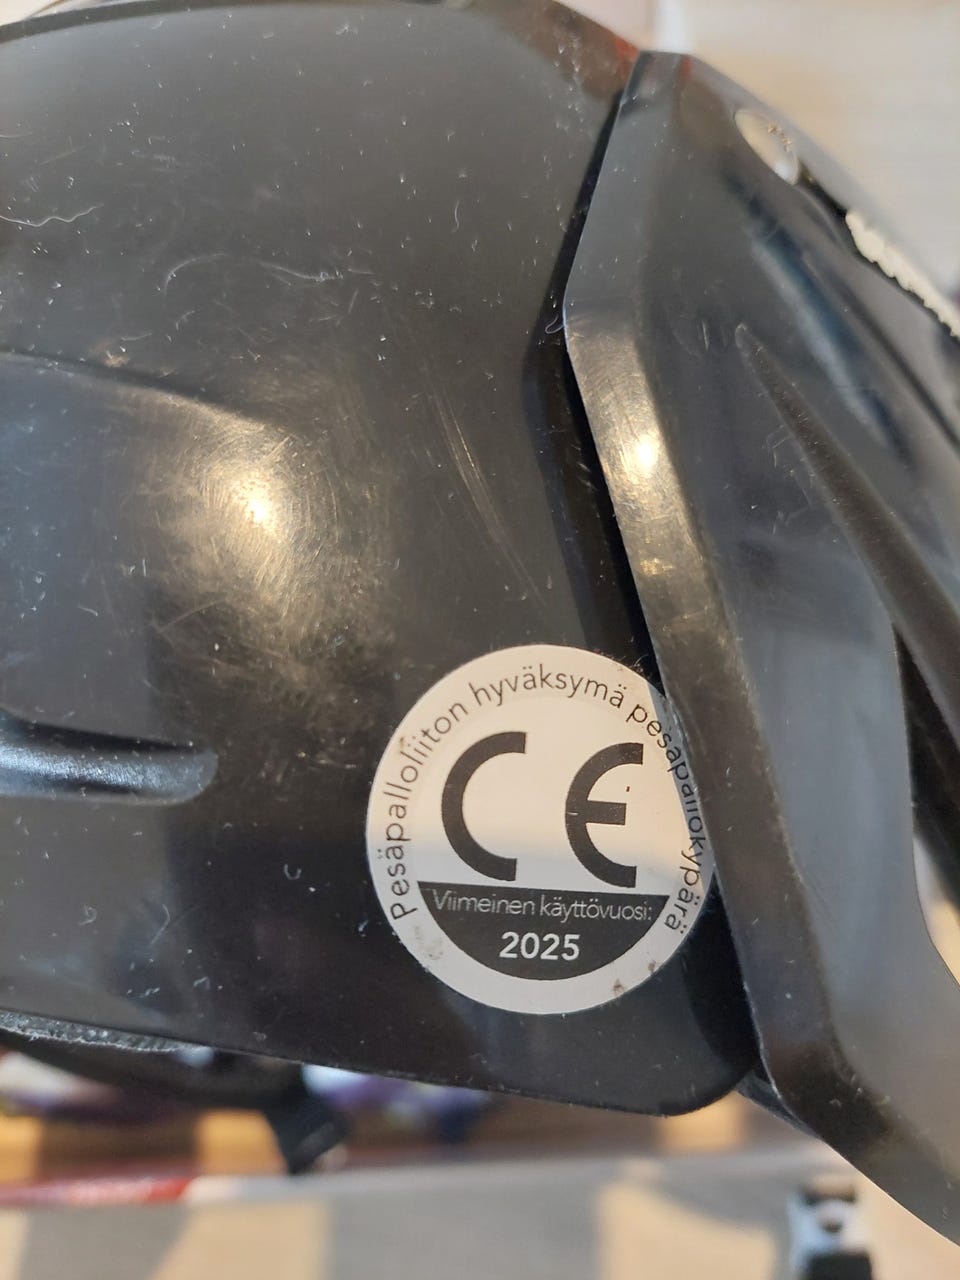 Pesäpalloliiton hyväksymä pesäpallokypärä
CE
Viimeinen käyttövuosi:
2025